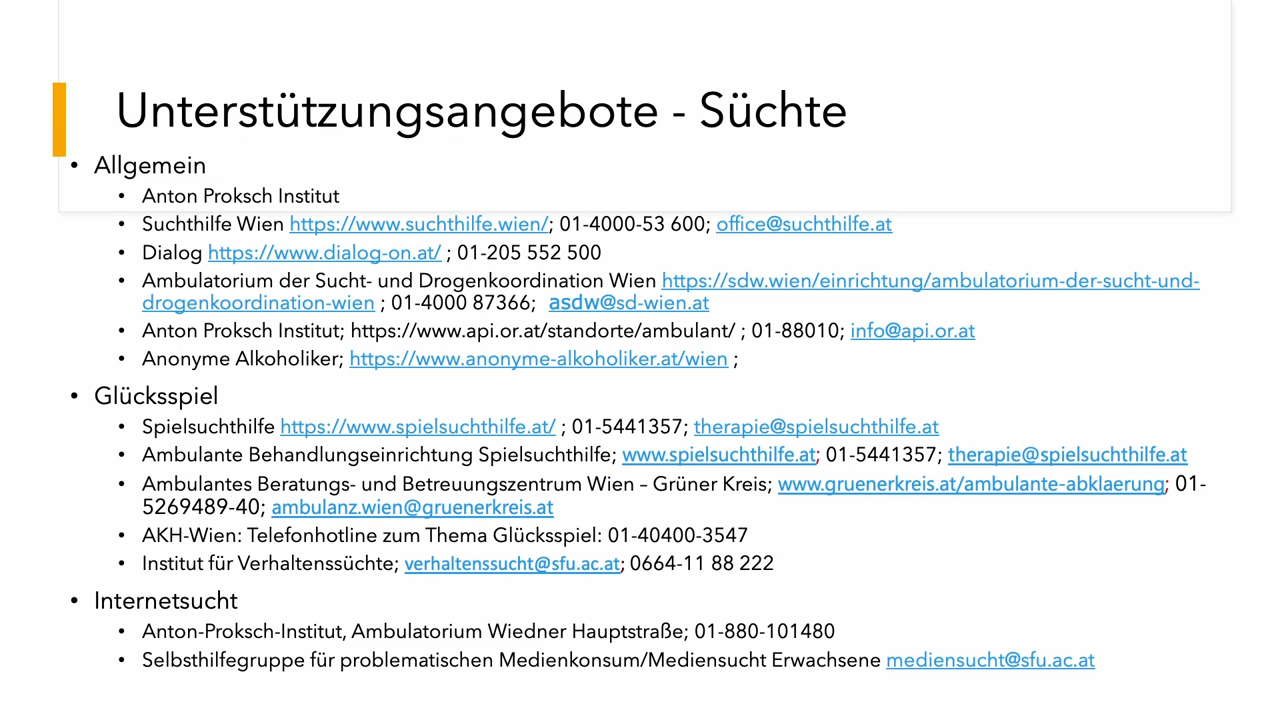 Unterstützungsangebote - Süchte
• Allgemein
• Anton Proksch Institut
• Suchthilfe Wien https://www.suchthilfe.wien/; 01-4000-53 600; office@suchthilfe.at
• Dialog https://www.dialog-on.at/ ; 01-205 552 500
• Ambulatorium der Sucht- und Drogenkoordination Wien https://sdw.wien/einrichtung/ambulatorium-der-sucht-und-
drogenkoordination-wien ; 01-4000 87366; asdw@sd-wien.at
• Anton Proksch Institut; https://www.api.or.at/standorte/ambulant/ ; 01-88010; info@api.or.at
• Anonyme Alkoholiker; https://www.anonyme-alkoholiker.at/wien ;
• Glücksspiel
• Spielsuchthilfe https://www.spielsuchthilfe.at/ ; 01-5441357; therapie@spielsuchthilfe.at
• Ambulante Behandlungseinrichtung Spielsuchthilfe; www.spielsuchthilfe.at; 01-5441357; therapie@spielsuchthilfe.at
• Ambulantes Beratungs- und Betreuungszentrum Wien – Grüner Kreis; www.gruenerkreis.at/ambulante-abklaerung; 01-
5269489-40; ambulanz.wien@gruenerkreis.at
• AKH-Wien: Telefonhotline zum Thema Glücksspiel: 01-40400-3547
• Institut für Verhaltenssüchte; verhaltenssucht@sfu.ac.at; 0664-11 88 222
• Internetsucht
• Anton-Proksch-Institut, Ambulatorium Wiedner Hauptstraße; 01-880-101480
• Selbsthilfegruppe für problematischen Medienkonsum/Mediensucht Erwachsene mediensucht@sfu.ac.at